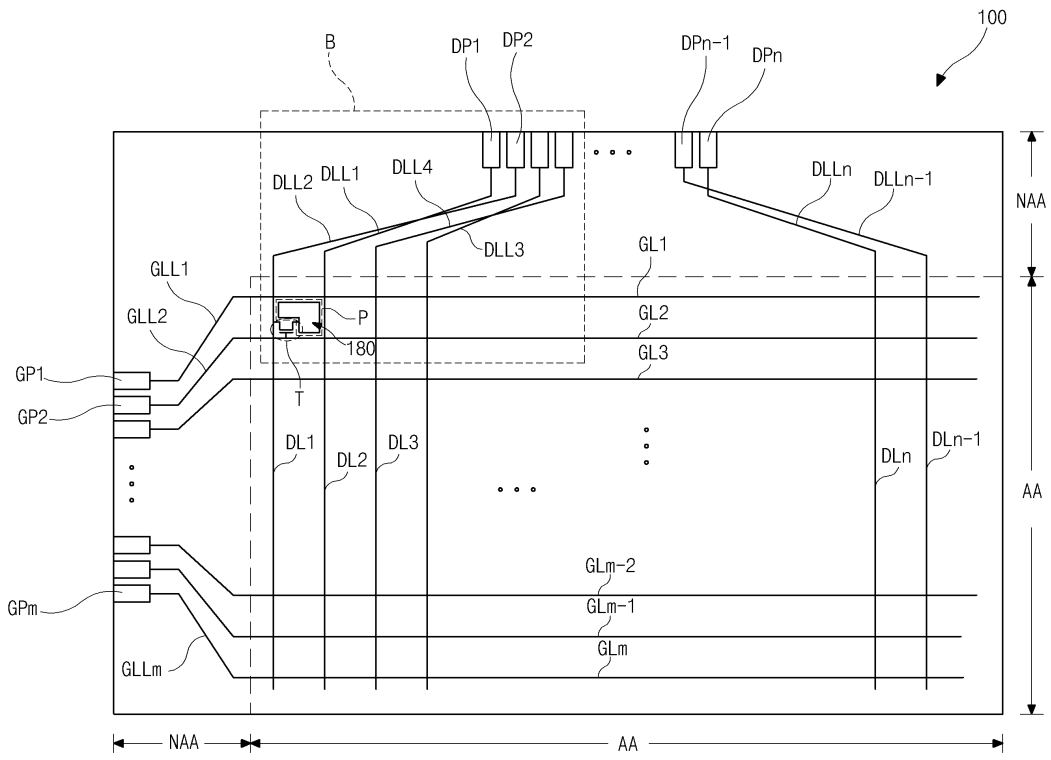 100
B
DP1
DP2
DPn-1
DPn
DLL2
DLL1
DLL4
DLLn
DLLn-1
NAA
DLL3
GL1
GLL1
GLL2
P
GL2
180
GL3
GP1
T
GP2
DL1
DL2
DL3
DLn
DLn-1
AA
GLm-2
GPm
GLm-1
GLm
GLLm
NAA
AA